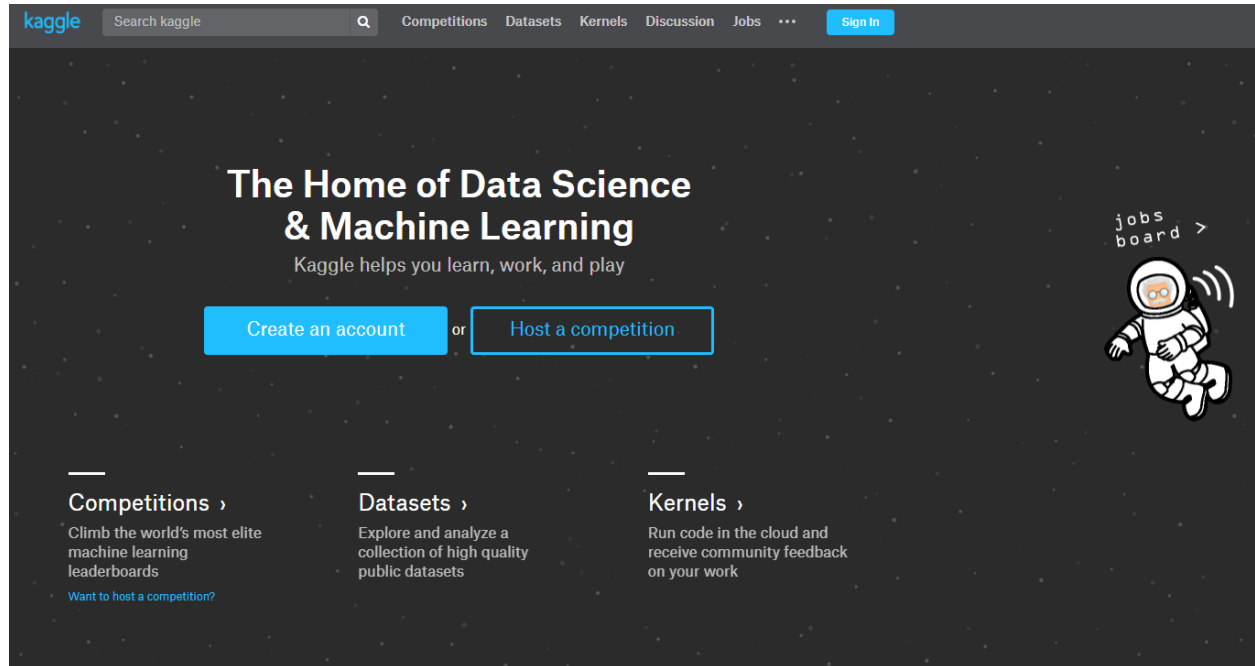 kaggle Search kaggle Competitions Datasets Kernels Discussion Jobs ••• Sign In
The Home of Data Science
& Machine Learning
Kaggle helps you learn, work, and play
Create an account or Host a competition
jobs
board >
Competitions ›
Climb the world's most elite
machine learning
leaderboards
Want to host a competition?
Datasets ›
Explore and analyze a
collection of high quality
public datasets
Kernels ›
Run code in the cloud and
receive community feedback
on your work